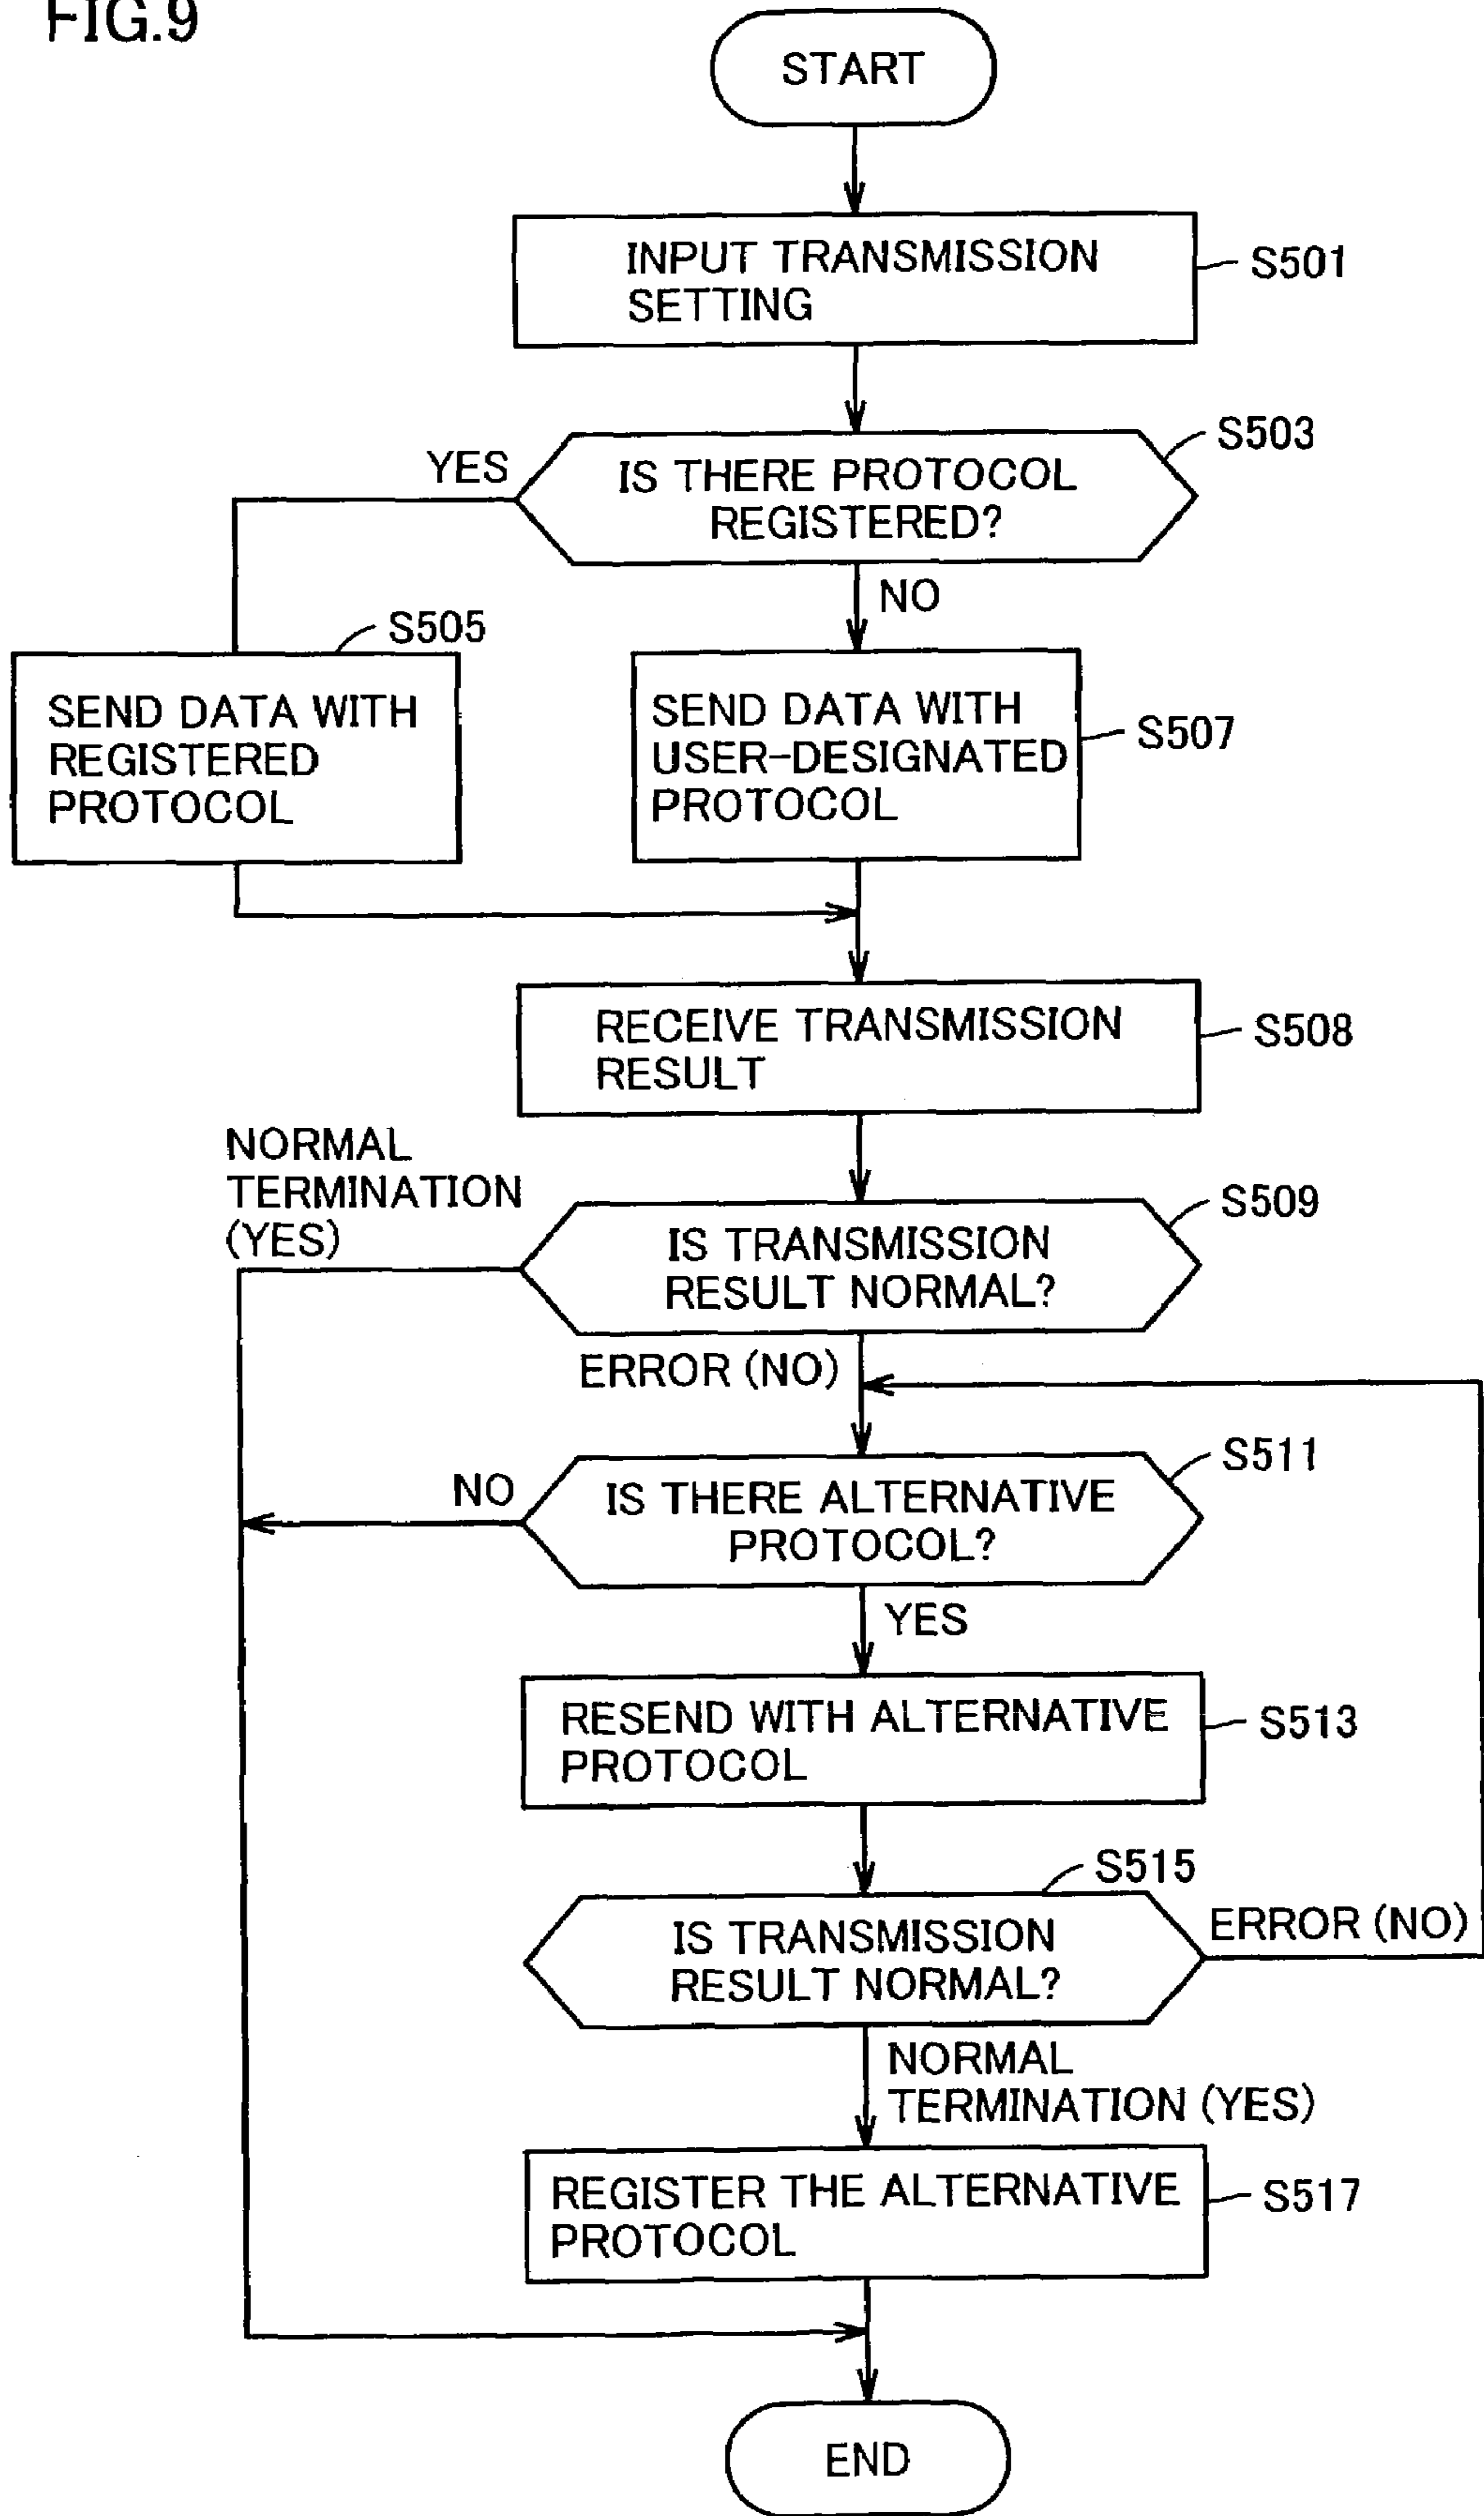 FIG.9
START
INPUT TRANSMISSION
SETTING
S501
S503
YES
IS THERE PROTOCOL
REGISTERED?
NO
S505
SEND DATA WITH
REGISTERED
PROTOCOL
SEND DATA WITH
USER-DESIGNATED
PROTOCOL
S507
RECEIVE TRANSMISSION
RESULT
S508
NORMAL
TERMINATION
(YES)
S509
IS TRANSMISSION
RESULT NORMAL?
ERROR (NO)
S511
NO
IS THERE ALTERNATIVE
PROTOCOL?
YES
RESEND WITH ALTERNATIVE
PROTOCOL
S513
S515
IS TRANSMISSION
RESULT NORMAL?
ERROR (NO)
NORMAL
TERMINATION (YES)
REGISTER THE ALTERNATIVE
PROTOCOL
S517
END